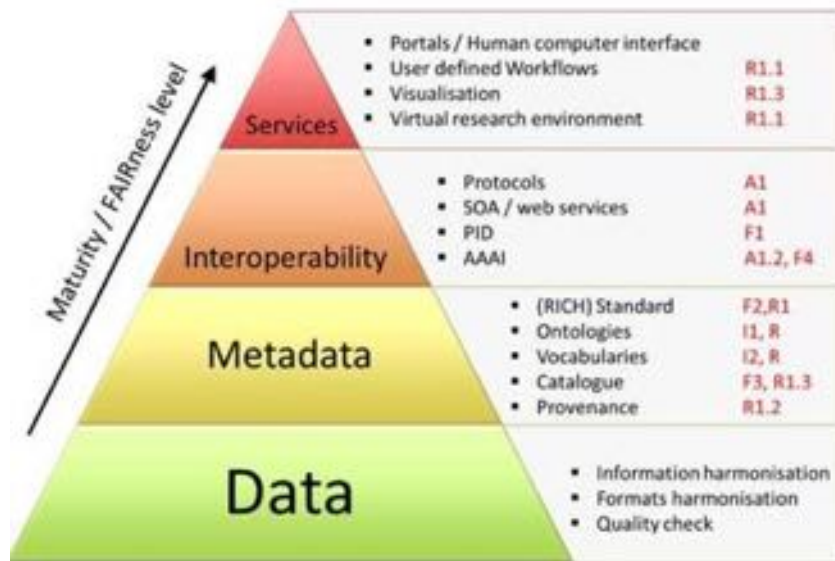 Maturity / FAIRness level
Services
▪ Portals / Human computer interface
▪ User defined Workflows R1.1
▪ Visualisation R1.3
▪ Virtual research environment R1.1
Interoperability
▪ Protocols A1
▪ SOA / web services A1
▪ PID F1
▪ AAAI A1.2, F4
Metadata
▪ (RICH) Standard F2,R1
▪ Ontologies I1, R
▪ Vocabularies I2, R
▪ Catalogue F3, R1.3
▪ Provenance R1.2
Data
▪ Information harmonisation
▪ Formats harmonisation
▪ Quality check